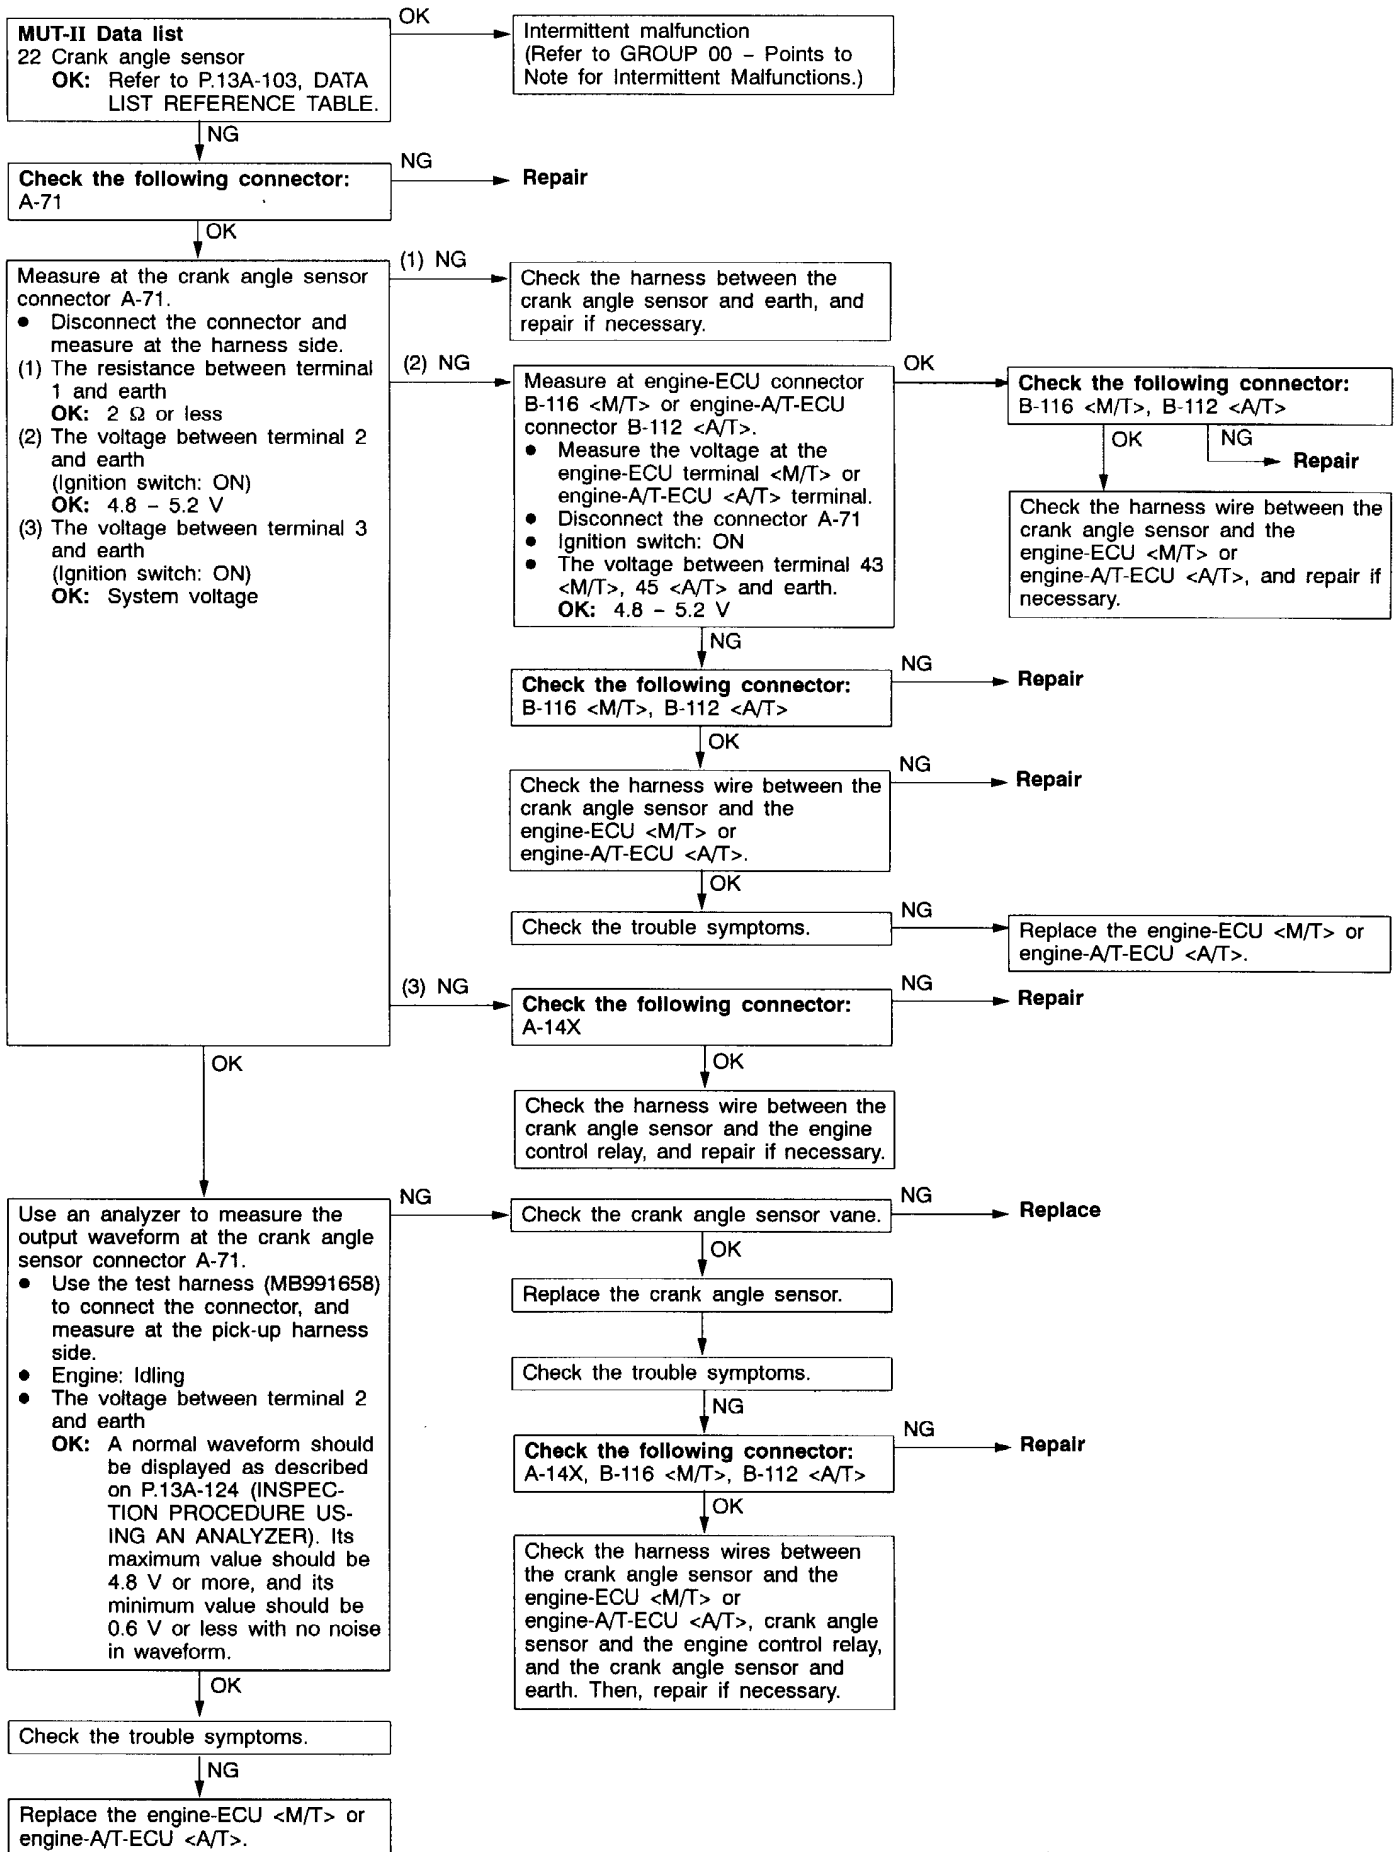 MUT-II Data list
22 Crank angle sensor
OK: Refer to P.13A-103, DATA
LIST REFERENCE TABLE.
OK
Intermittent malfunction
(Refer to GROUP 00 – Points to
Note for Intermittent Malfunctions.)
NG
Check the following connector:
A-71
NG
Repair
OK
Measure at the crank angle sensor
connector A-71.
● Disconnect the connector and
measure at the harness side.
(1) The resistance between terminal
1 and earth
OK: 2 Ω or less
(2) The voltage between terminal 2
and earth
(Ignition switch: ON)
OK: 4.8 – 5.2 V
(3) The voltage between terminal 3
and earth
(Ignition switch: ON)
OK: System voltage
(1) NG
Check the harness between the
crank angle sensor and earth, and
repair if necessary.
(2) NG
Measure at engine-ECU connector
B-116 <M/T> or engine-A/T-ECU
connector B-112 <A/T>.
● Measure the voltage at the
engine-ECU terminal <M/T> or
engine-A/T-ECU <A/T> terminal.
● Disconnect the connector A-71
● Ignition switch: ON
● The voltage between terminal 43
<M/T>, 45 <A/T> and earth.
OK: 4.8 – 5.2 V
OK
Check the following connector:
B-116 <M/T>, B-112 <A/T>
OK
NG
Repair
Check the harness wire between the
crank angle sensor and the
engine-ECU <M/T> or
engine-A/T-ECU <A/T>, and repair if
necessary.
NG
Check the following connector:
B-116 <M/T>, B-112 <A/T>
NG
Repair
OK
Check the harness wire between the
crank angle sensor and the
engine-ECU <M/T> or
engine-A/T-ECU <A/T>.
NG
Repair
OK
Check the trouble symptoms.
NG
Replace the engine-ECU <M/T> or
engine-A/T-ECU <A/T>.
(3) NG
Check the following connector:
A-14X
NG
Repair
OK
Check the harness wire between the
crank angle sensor and the engine
control relay, and repair if necessary.
OK
Use an analyzer to measure the
output waveform at the crank angle
sensor connector A-71.
● Use the test harness (MB991658)
to connect the connector, and
measure at the pick-up harness
side.
● Engine: Idling
● The voltage between terminal 2
and earth
OK: A normal waveform should
be displayed as described
on P.13A-124 (INSPEC-
TION PROCEDURE US-
ING AN ANALYZER). Its
maximum value should be
4.8 V or more, and its
minimum value should be
0.6 V or less with no noise
in waveform.
NG
Check the crank angle sensor vane.
NG
Replace
OK
Replace the crank angle sensor.
Check the trouble symptoms.
NG
Check the following connector:
A-14X, B-116 <M/T>, B-112 <A/T>
NG
Repair
OK
Check the harness wires between
the crank angle sensor and the
engine-ECU <M/T> or
engine-A/T-ECU <A/T>, crank angle
sensor and the engine control relay,
and the crank angle sensor and
earth. Then, repair if necessary.
OK
Check the trouble symptoms.
NG
Replace the engine-ECU <M/T> or
engine-A/T-ECU <A/T>.